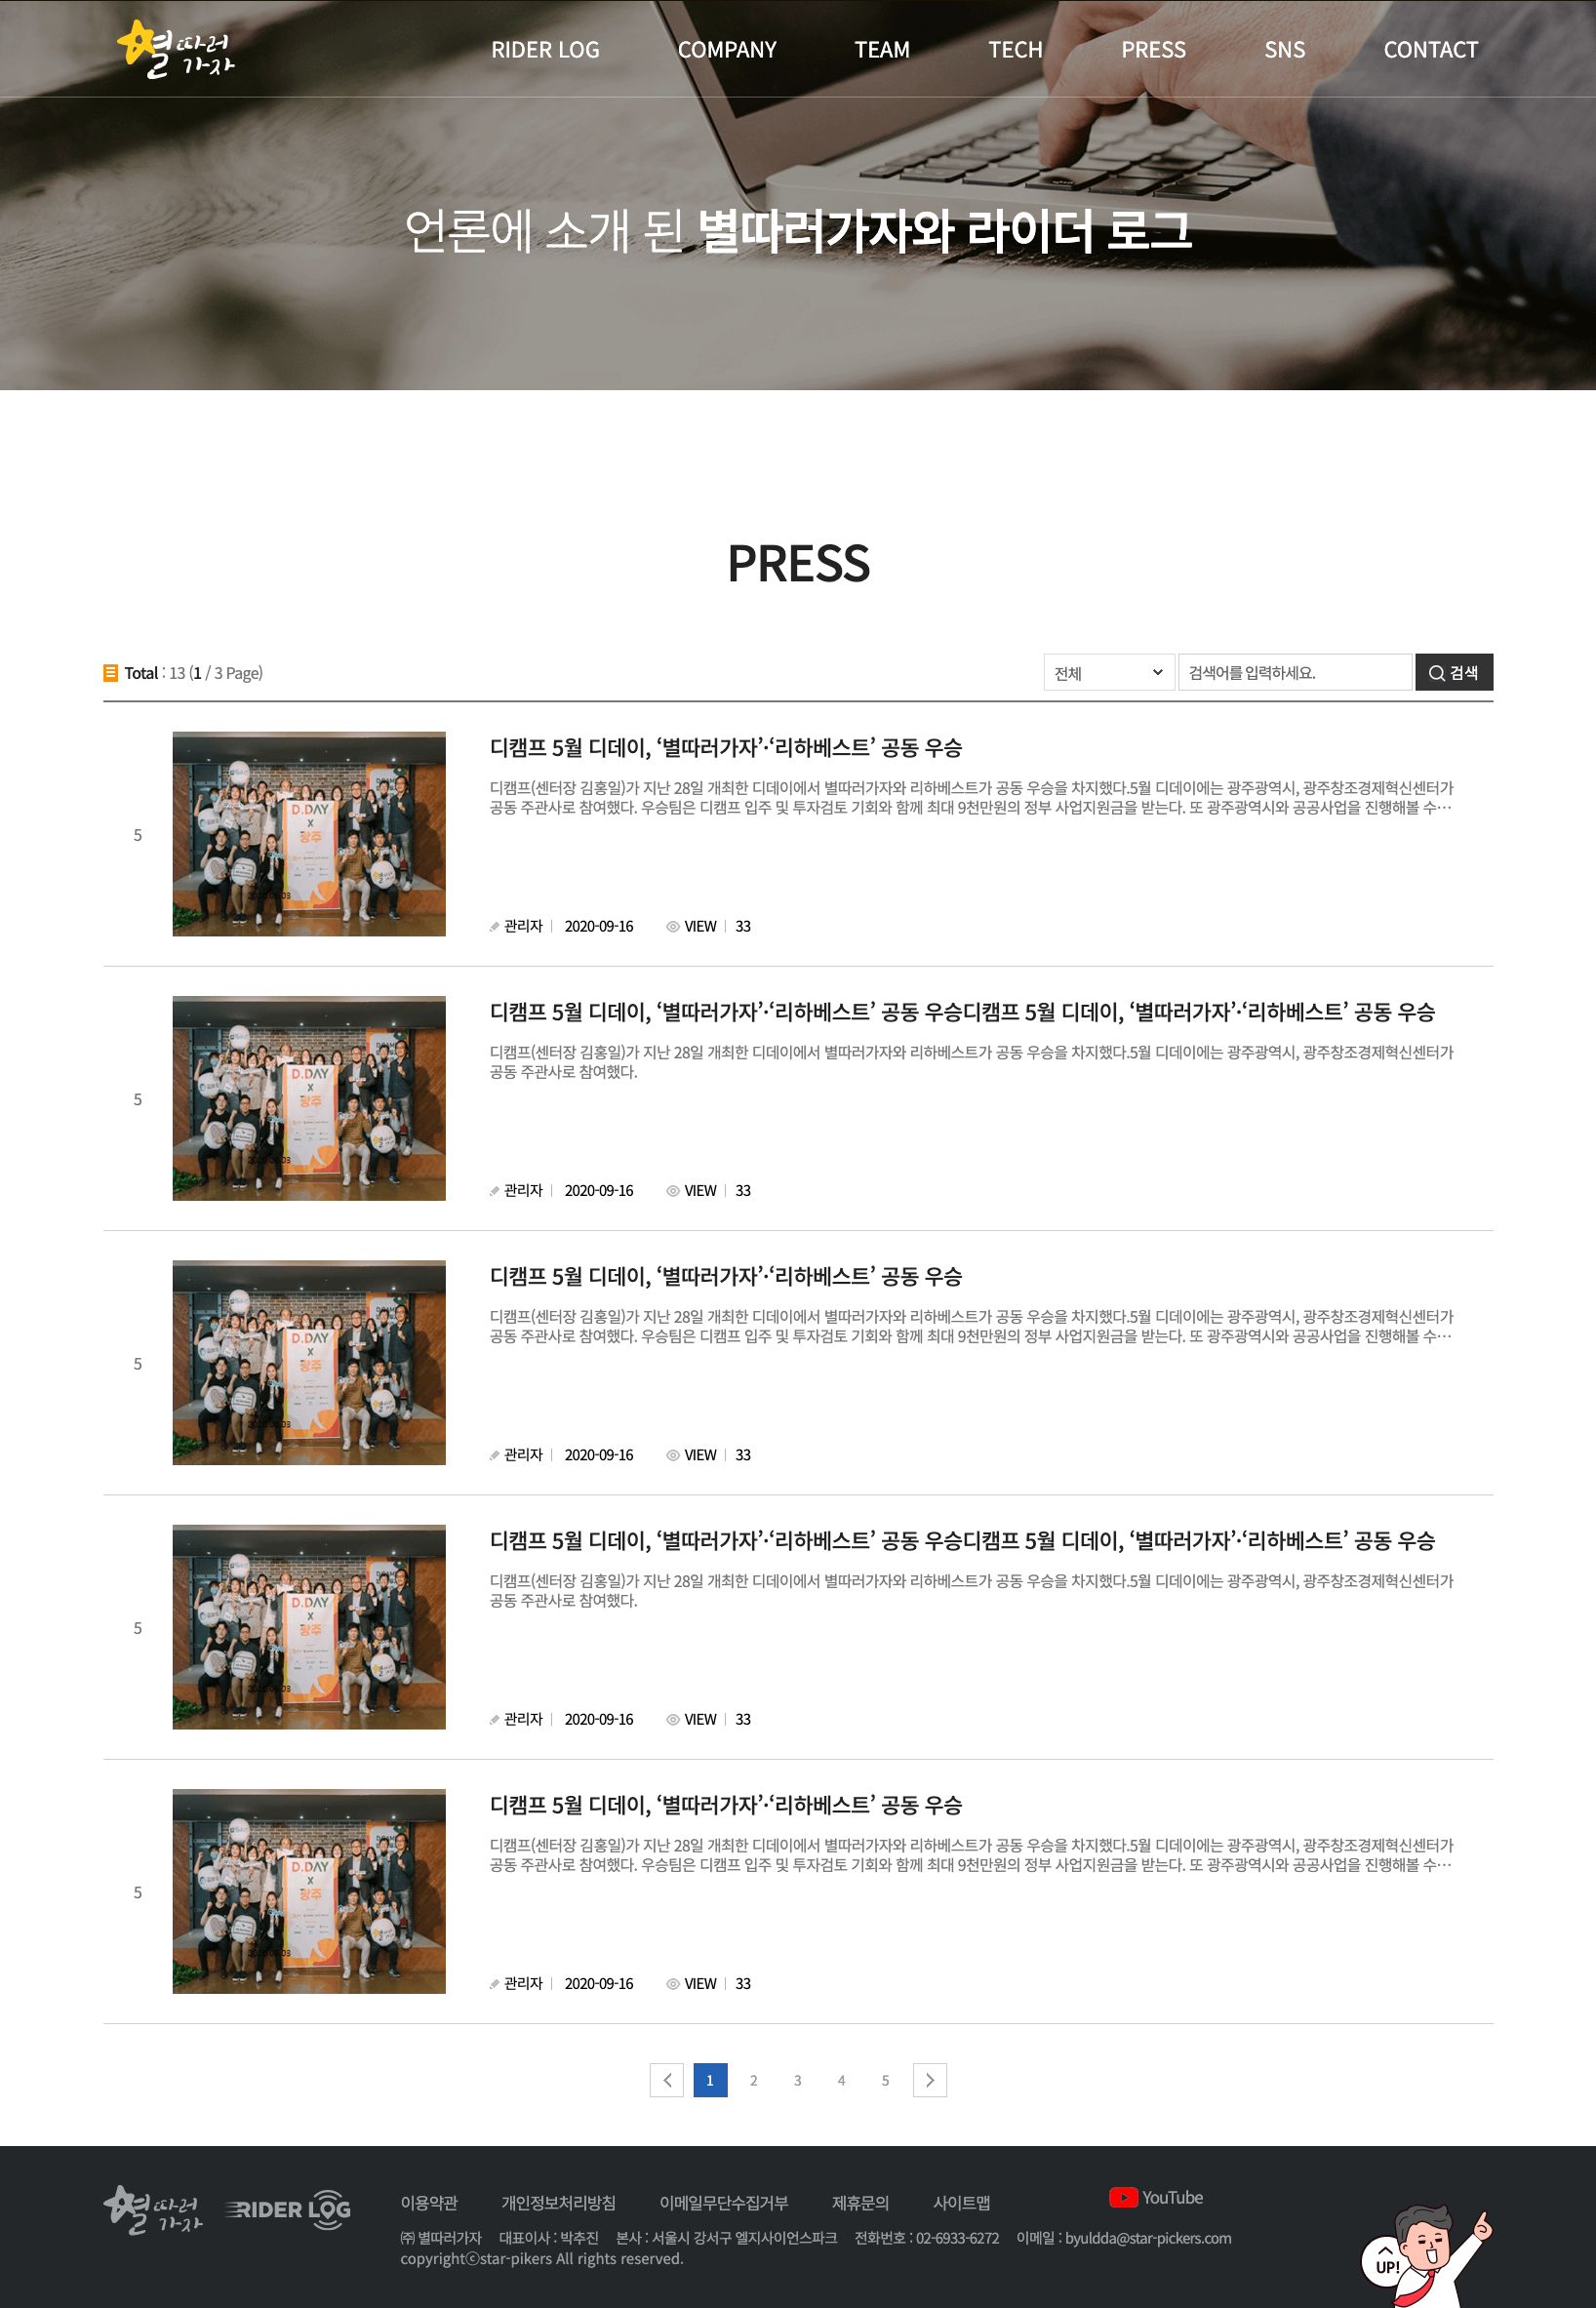 별따러
가자
RIDER LOG COMPANY TEAM TECH PRESS SNS CONTACT
언론에 소개 된 별따러가자와 라이더 로그
PRESS
Total : 13 (1 / 3 Page)
전체 검색어를 입력하세요. 검색
디캠프 5월 디데이, ‘별따러가자’·‘리하베스트’ 공동 우승
디캠프(센터장 김홍일)가 지난 28일 개최한 디데이에서 별따러가자와 리하베스트가 공동 우승을 차지했다.5월 디데이에는 광주광역시, 광주창조경제혁신센터가
공동 주관사로 참여했다. 우승팀은 디캠프 입주 및 투자검토 기회와 함께 최대 9천만원의 정부 사업지원금을 받는다. 또 광주광역시와 공공사업을 진행해볼 수…
5
D.DAY
X
광주
관리자 2020-09-16 VIEW 33
디캠프 5월 디데이, ‘별따러가자’·‘리하베스트’ 공동 우승디캠프 5월 디데이, ‘별따러가자’·‘리하베스트’ 공동 우승
디캠프(센터장 김홍일)가 지난 28일 개최한 디데이에서 별따러가자와 리하베스트가 공동 우승을 차지했다.5월 디데이에는 광주광역시, 광주창조경제혁신센터가
공동 주관사로 참여했다.
5
D.DAY
X
광주
관리자 2020-09-16 VIEW 33
디캠프 5월 디데이, ‘별따러가자’·‘리하베스트’ 공동 우승
디캠프(센터장 김홍일)가 지난 28일 개최한 디데이에서 별따러가자와 리하베스트가 공동 우승을 차지했다.5월 디데이에는 광주광역시, 광주창조경제혁신센터가
공동 주관사로 참여했다. 우승팀은 디캠프 입주 및 투자검토 기회와 함께 최대 9천만원의 정부 사업지원금을 받는다. 또 광주광역시와 공공사업을 진행해볼 수…
5
D.DAY
X
광주
관리자 2020-09-16 VIEW 33
디캠프 5월 디데이, ‘별따러가자’·‘리하베스트’ 공동 우승디캠프 5월 디데이, ‘별따러가자’·‘리하베스트’ 공동 우승
디캠프(센터장 김홍일)가 지난 28일 개최한 디데이에서 별따러가자와 리하베스트가 공동 우승을 차지했다.5월 디데이에는 광주광역시, 광주창조경제혁신센터가
공동 주관사로 참여했다.
5
D.DAY
X
광주
관리자 2020-09-16 VIEW 33
디캠프 5월 디데이, ‘별따러가자’·‘리하베스트’ 공동 우승
디캠프(센터장 김홍일)가 지난 28일 개최한 디데이에서 별따러가자와 리하베스트가 공동 우승을 차지했다.5월 디데이에는 광주광역시, 광주창조경제혁신센터가
공동 주관사로 참여했다. 우승팀은 디캠프 입주 및 투자검토 기회와 함께 최대 9천만원의 정부 사업지원금을 받는다. 또 광주광역시와 공공사업을 진행해볼 수…
5
D.DAY
X
광주
관리자 2020-09-16 VIEW 33
1 2 3 4 5
별따러
가자
RIDER LOG
이용약관 개인정보처리방침 이메일무단수집거부 제휴문의 사이트맵 YouTube
㈜ 별따러가자 대표이사 : 박추진 본사 : 서울시 강서구 엘지사이언스파크 전화번호 : 02-6933-6272 이메일 : byuldda@star-pickers.com
copyrightⓒstar-pikers All rights reserved.
UP!